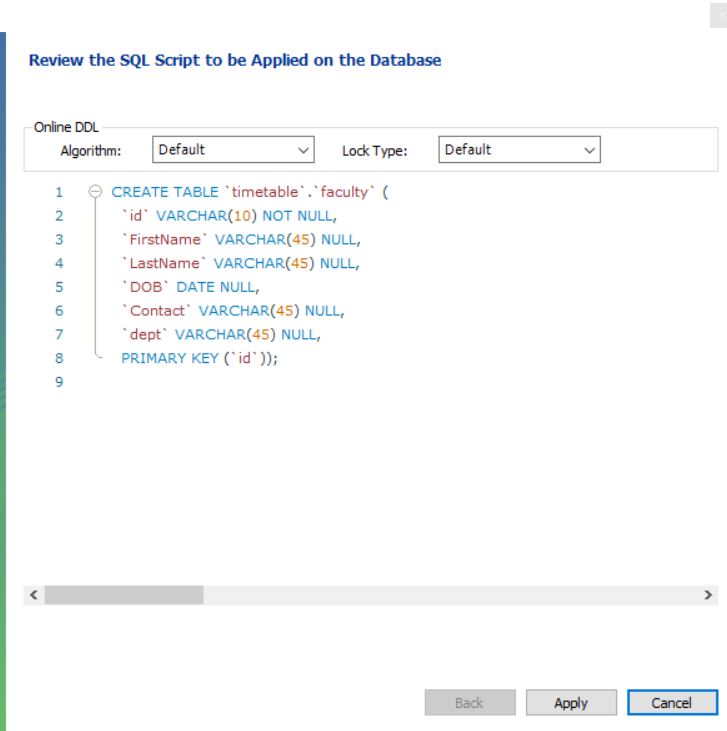 Review the SQL Script to be Applied on the Database
Online DDL
Algorithm: Default Lock Type: Default
1 CREATE TABLE `timetable`.`faculty` (
2 `id` VARCHAR(10) NOT NULL,
3 `FirstName` VARCHAR(45) NULL,
4 `LastName` VARCHAR(45) NULL,
5 `DOB` DATE NULL,
6 `Contact` VARCHAR(45) NULL,
7 `dept` VARCHAR(45) NULL,
8 PRIMARY KEY (`id`));
9
Back Apply Cancel